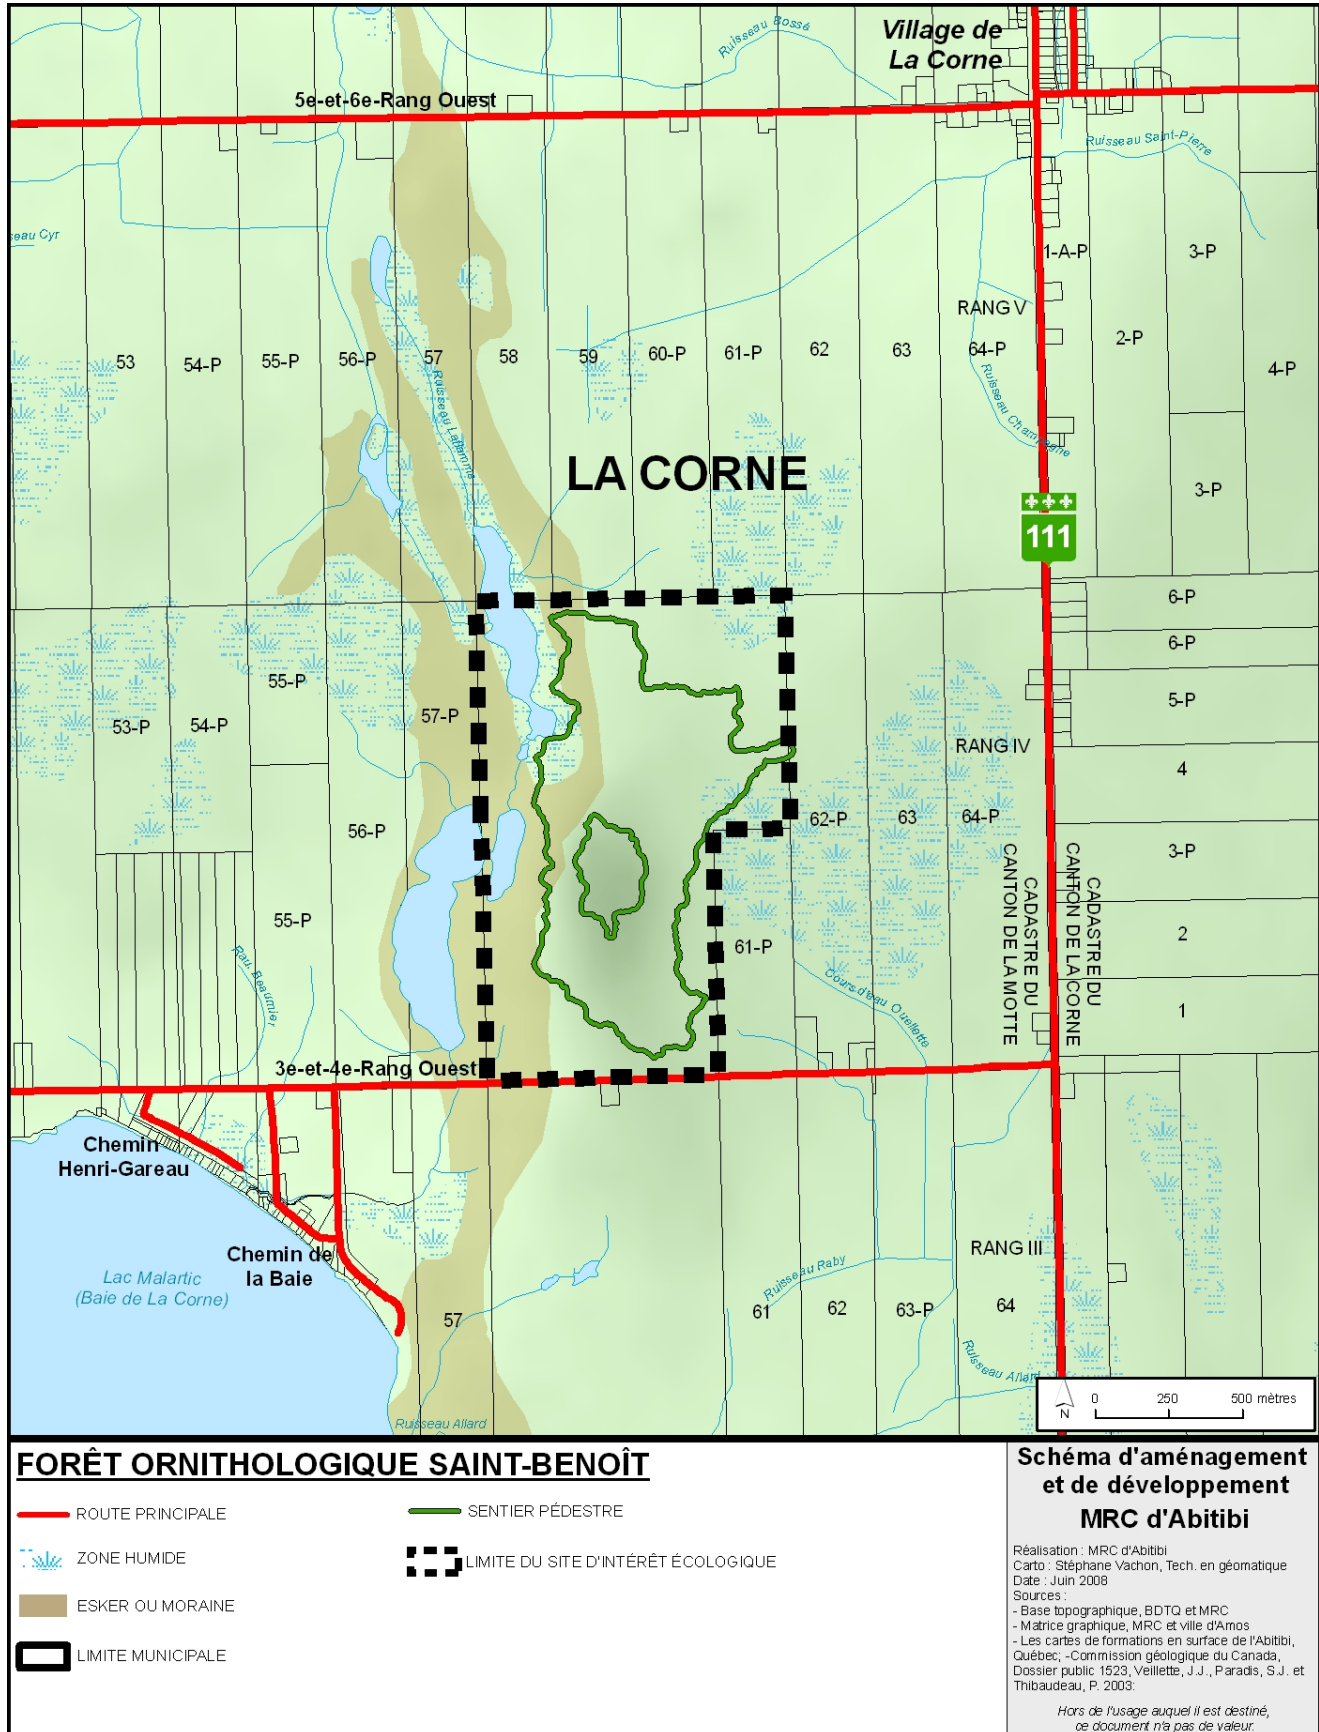 Ruisseau Bossé
Village de
La Corne
5e-et-6e-Rang Ouest
Ruisseau Saint-Pierre
seau Cyr
1-A-P
3-P
RANG V
2-P
53
54-P
55-P
56-P
57
58
59
60-P
61-P
62
63
64-P
4-P
Ruisseau Laflamme
Ruisseau Champagne
LA CORNE
3-P
111
6-P
6-P
55-P
5-P
53-P
54-P
57-P
RANG IV
4
56-P
62-P
63
64-P
3-P
CADASTRE DU
CANTON DE LA MOTTE
CADASTRE DU
CANTON DE LA CORNE
55-P
61-P
2
Rau. Beaumier
Cours d'eau Ouellette
1
3e-et-4e-Rang Ouest
Chemin
Henri-Gareau
Chemin de
la Baie
RANG III
Lac Malartic
(Baie de La Corne)
Ruisseau Raby
57
61
62
63-P
64
Ruisseau Allard
Ruisseau Allard
N
0 250 500 mètres
FORÊT ORNITHOLOGIQUE SAINT-BENOÎT
ROUTE PRINCIPALE
SENTIER PÉDESTRE
ZONE HUMIDE
LIMITE DU SITE D'INTÉRÊT ÉCOLOGIQUE
ESKER OU MORAINE
LIMITE MUNICIPALE
Schéma d'aménagement
et de développement
MRC d'Abitibi
Réalisation : MRC d'Abitibi
Carto : Stéphane Vachon, Tech. en géomatique
Date : Juin 2008
Sources :
- Base topographique, BDTQ et MRC
- Matrice graphique, MRC et ville d'Amos
- Les cartes de formations en surface de l'Abitibi,
Québec; -Commission géologique du Canada,
Dossier public 1523, Veillette, J.J., Paradis, S.J. et
Thibaudeau, P. 2003:
Hors de l'usage auquel il est destiné,
ce document n'a pas de valeur.